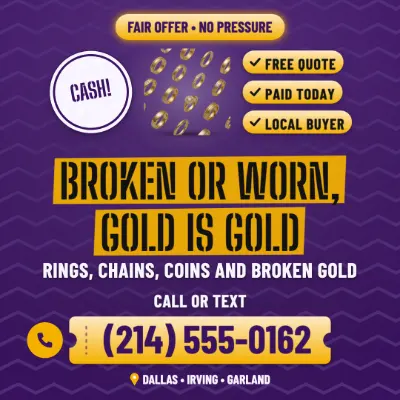 FAIR OFFER • NO PRESSURE
CASH!
FREE QUOTE
PAID TODAY
LOCAL BUYER
BROKEN OR WORN,
GOLD IS GOLD
RINGS, CHAINS, COINS AND BROKEN GOLD
CALL OR TEXT
(214) 555-0162
DALLAS • IRVING • GARLAND